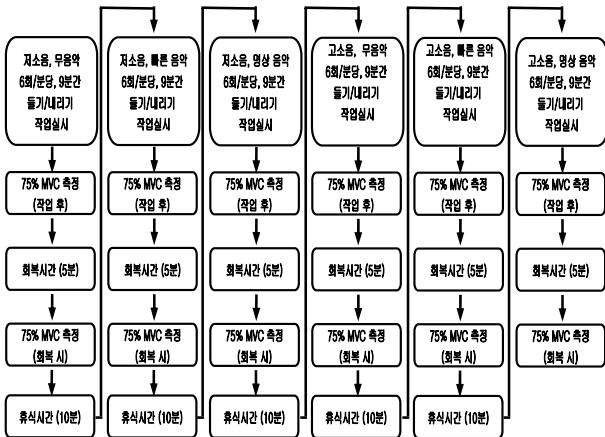 저소음, 무음악
6회/분당, 9분간
들기/내리기
작업실시
75% MVC 측정
(작업 후)
회복시간 (5분)
75% MVC 측정
(회복 시)
휴식시간 (10분)
저소음, 빠른 음악
6회/분당, 9분간
들기/내리기
작업실시
75% MVC 측정
(작업 후)
회복시간 (5분)
75% MVC 측정
(회복 시)
휴식시간 (10분)
저소음, 명상 음악
6회/분당, 9분간
들기/내리기
작업실시
75% MVC 측정
(작업 후)
회복시간 (5분)
75% MVC 측정
(회복 시)
휴식시간 (10분)
고소음, 무음악
6회/분당, 9분간
들기/내리기
작업실시
75% MVC 측정
(작업 후)
회복시간 (5분)
75% MVC 측정
(회복 시)
휴식시간 (10분)
고소음, 빠른 음악
6회/분당, 9분간
들기/내리기
작업실시
75% MVC 측정
(작업 후)
회복시간 (5분)
75% MVC 측정
(회복 시)
휴식시간 (10분)
고소음, 명상 음악
6회/분당, 9분간
들기/내리기
작업실시
75% MVC 측정
(작업 후)
회복시간 (5분)
75% MVC 측정
(회복 시)